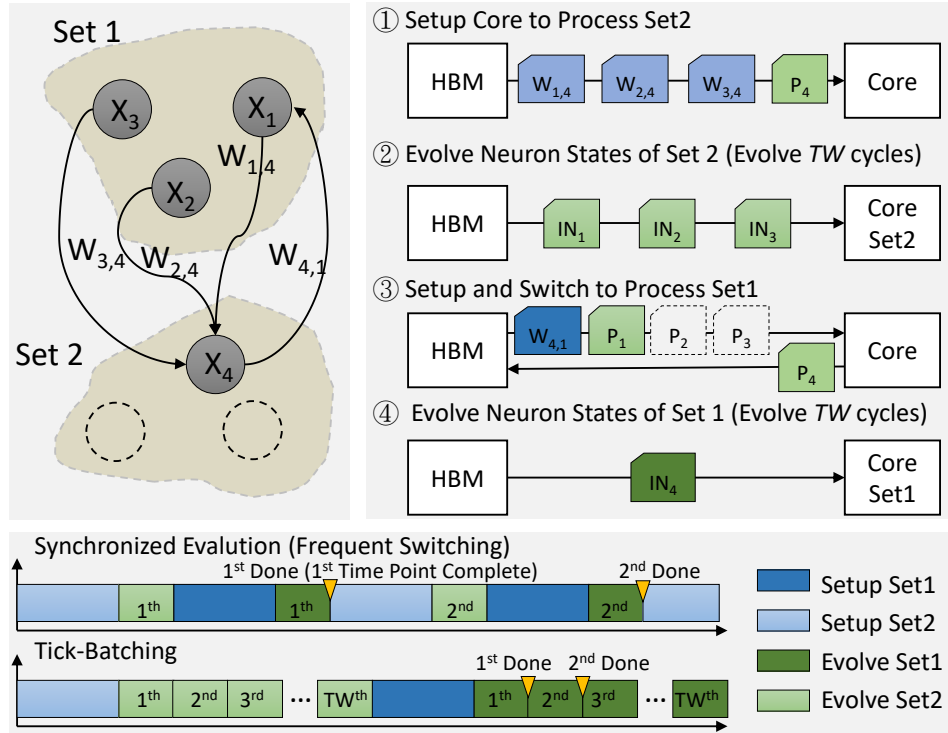 Set 1
X3
X1
W1,4
X2
W3,4
W2,4
W4,1
Set 2
X4
① Setup Core to Process Set2
HBM
W1,4
W2,4
W3,4
P4
Core
② Evolve Neuron States of Set 2 (Evolve TW cycles)
HBM
IN1
IN2
IN3
Core
Set2
③ Setup and Switch to Process Set1
HBM
W4,1
P1
P2
P3
P4
Core
④ Evolve Neuron States of Set 1 (Evolve TW cycles)
HBM
IN4
Core
Set1
Synchronized Evalution (Frequent Switching)
1st Done (1st Time Point Complete)
2nd Done
1th
1th
2nd
2nd
Tick-Batching
1st Done
2nd Done
1th
2nd
3rd
...
TWth
1th
2nd
3rd
...
TWth
Setup Set1
Setup Set2
Evolve Set1
Evolve Set2